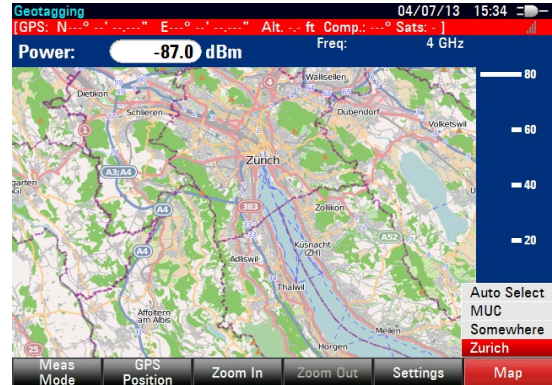 Geotagging 04/07/13 15:34
[GPS: N---° --'--.--" E---° --'--.--" Alt. -.- ft Comp.: ---° Sats: - ]
Power: -87.0 dBm Freq: 4 GHz
80
60
40
20
Wallisellen
Dietikon
Schlieren
Dübendorf
Volketswil
Zürich
A3;A4
A4
383
Zollikon
A52
A4
Adliswil
Küsnacht
(ZH)
Thalwil
Affoltern
am Albis
Meilen
Horgen
4
1
25
Auto Select
MUC
Somewhere
Zurich
Meas
Mode
GPS
Position
Zoom In
Zoom Out
Settings
Map